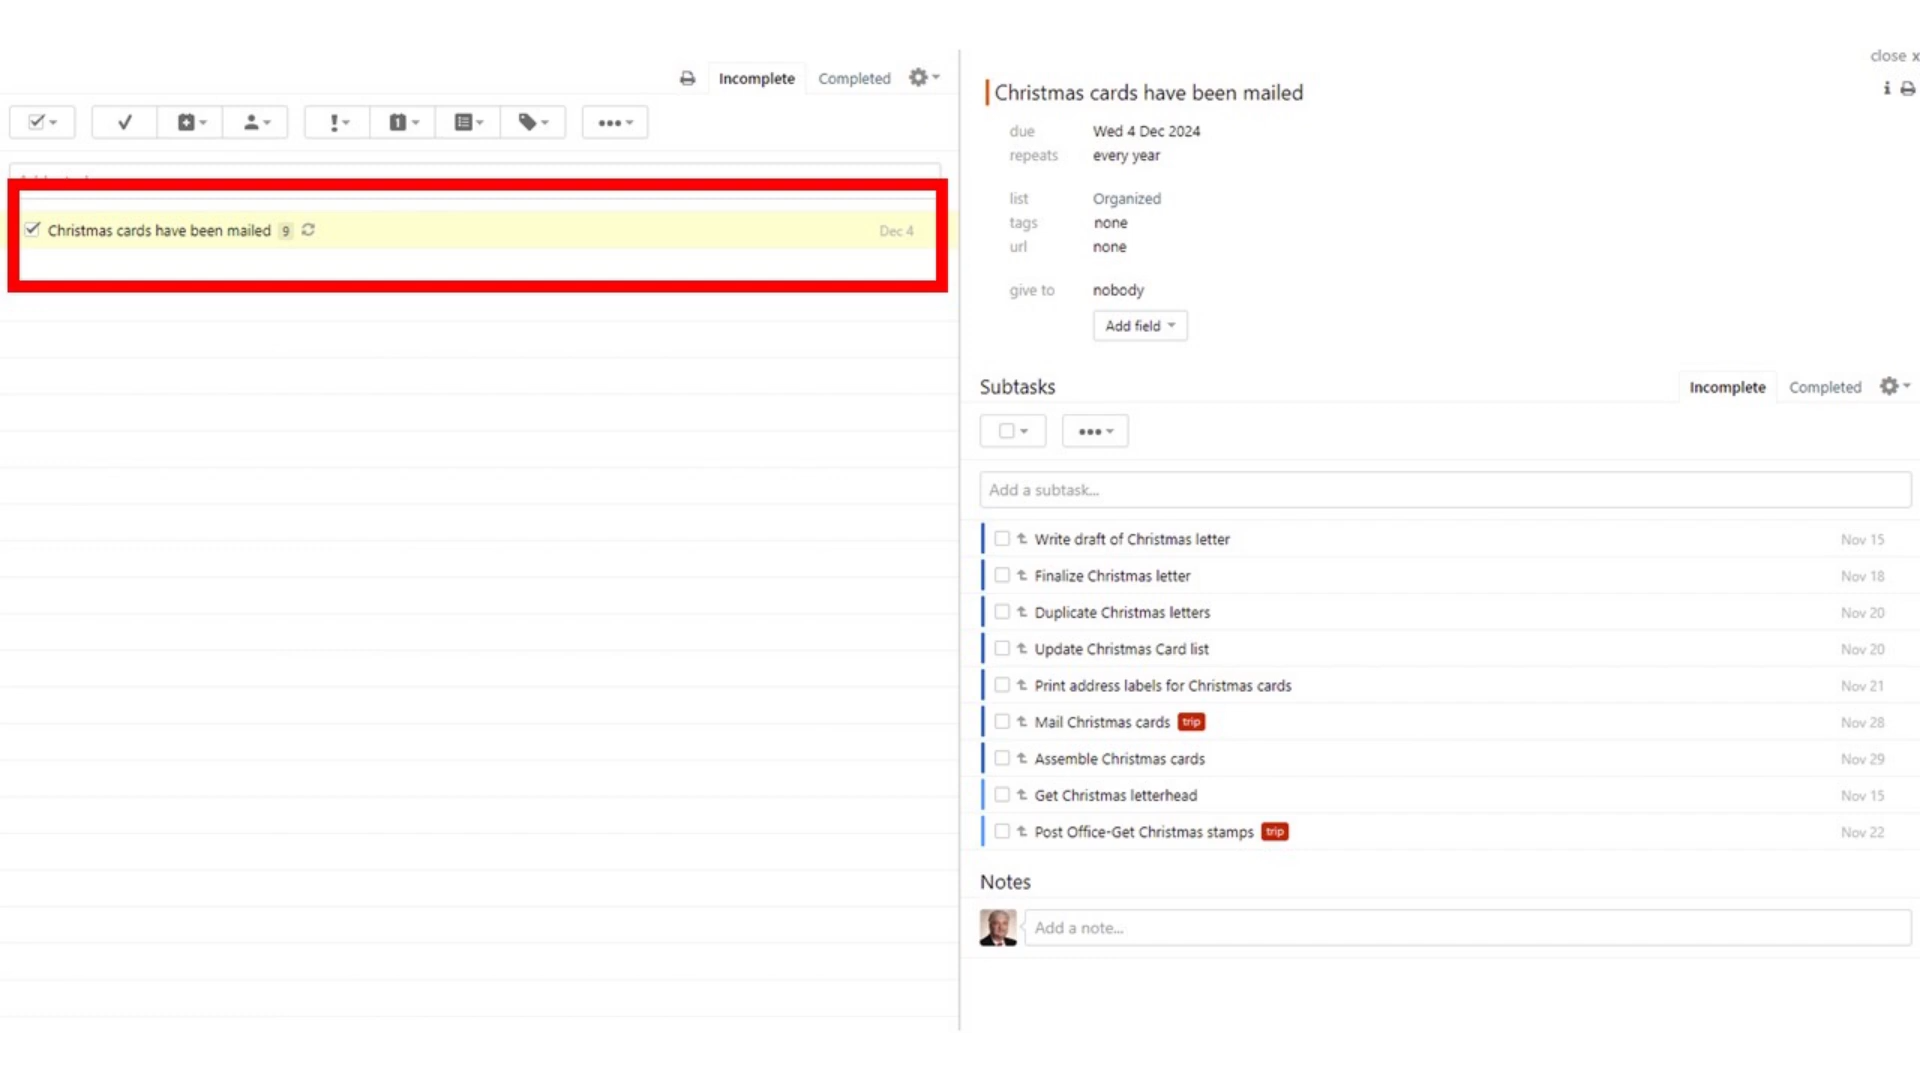 Incomplete Completed
Christmas cards have been mailed 9 Dec 4
close x
Christmas cards have been mailed
due Wed 4 Dec 2024
repeats every year
list Organized
tags none
url none
give to nobody
Add field
Subtasks Incomplete Completed
Add a subtask...
Write draft of Christmas letter Nov 15
Finalize Christmas letter Nov 18
Duplicate Christmas letters Nov 20
Update Christmas Card list Nov 20
Print address labels for Christmas cards Nov 21
Mail Christmas cards trip Nov 28
Assemble Christmas cards Nov 29
Get Christmas letterhead Nov 15
Post Office-Get Christmas stamps trip Nov 22
Notes
Add a note...